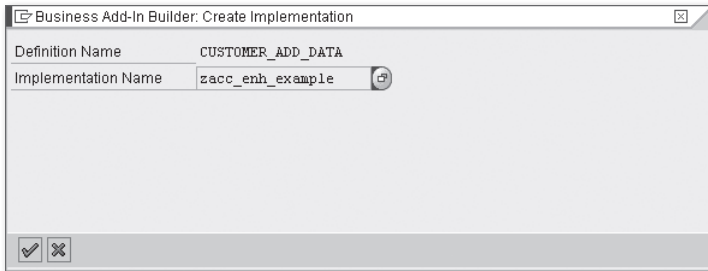 Business Add-In Builder: Create Implementation
Definition Name CUSTOMER_ADD_DATA
Implementation Name zacc_enh_example